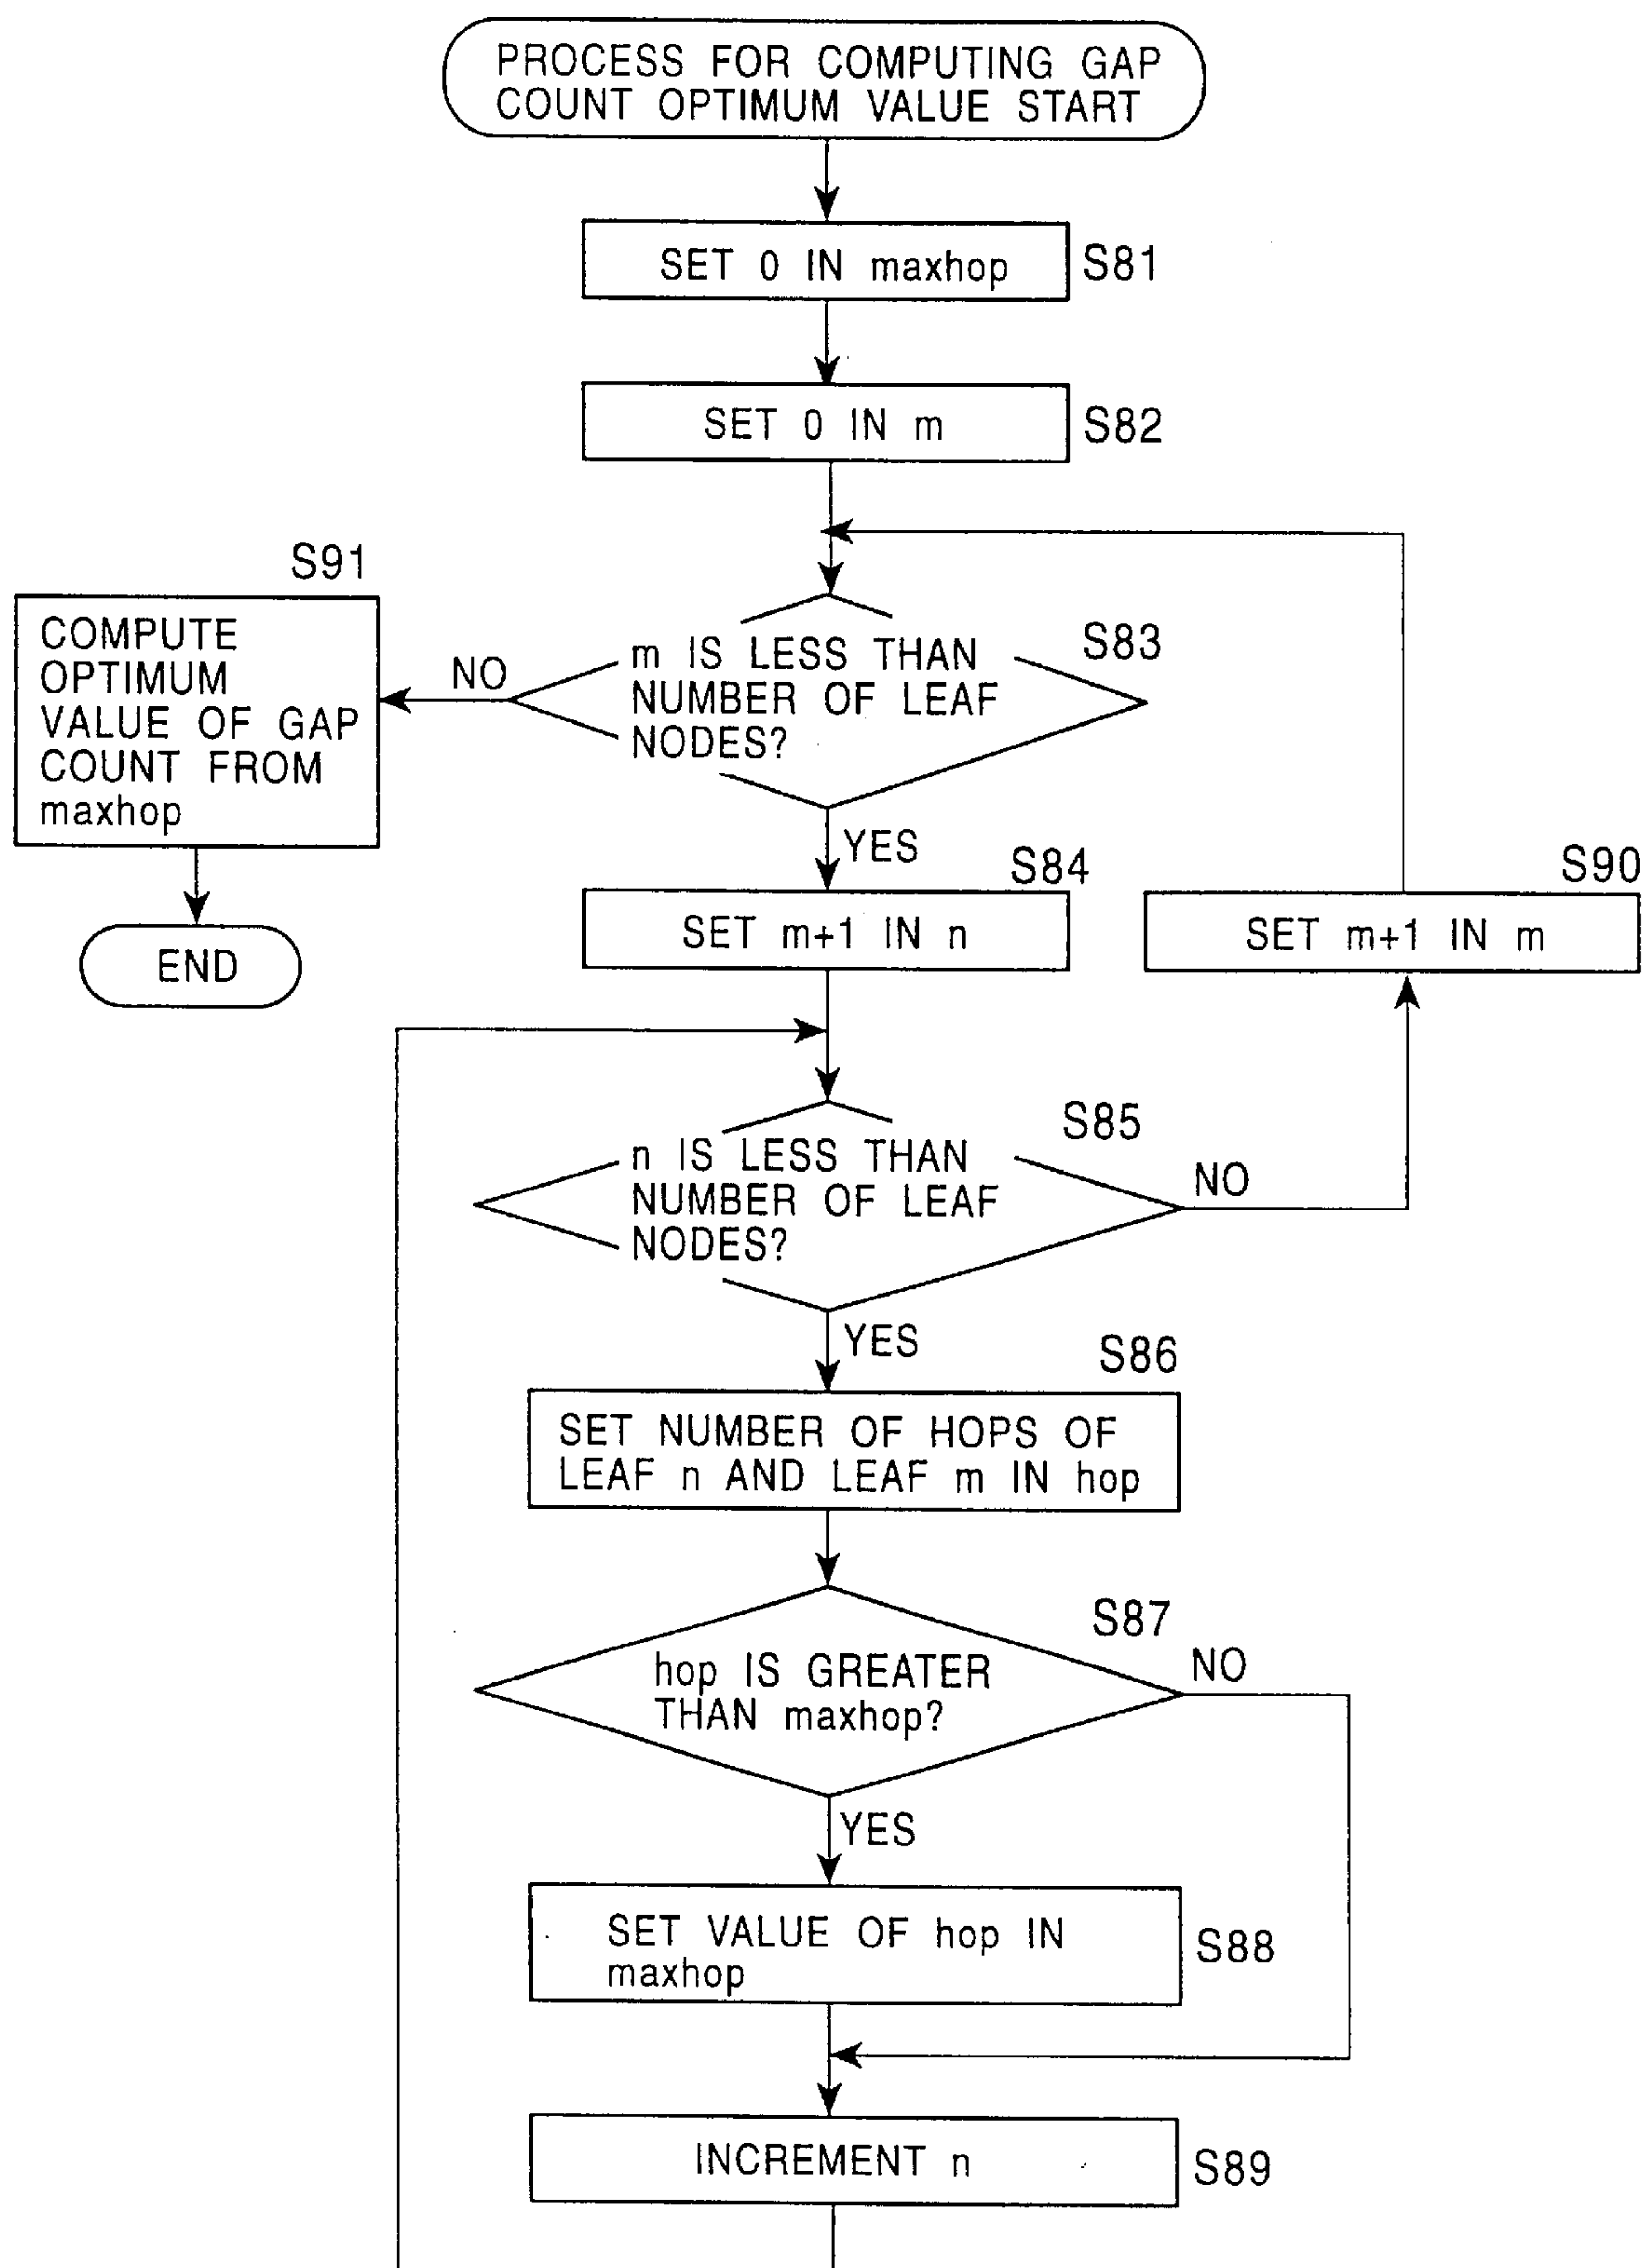 PROCESS FOR COMPUTING GAP
COUNT OPTIMUM VALUE START
SET 0 IN maxhop
S81
SET 0 IN m
S82
S91
COMPUTE
OPTIMUM
VALUE OF GAP
COUNT FROM
maxhop
NO
m IS LESS THAN
NUMBER OF LEAF
NODES?
S83
YES
S84
SET m+1 IN n
S90
SET m+1 IN m
END
S85
n IS LESS THAN
NUMBER OF LEAF
NODES?
NO
YES
S86
SET NUMBER OF HOPS OF
LEAF n AND LEAF m IN hop
S87
hop IS GREATER
THAN maxhop?
NO
YES
SET VALUE OF hop IN
maxhop
S88
INCREMENT n
S89